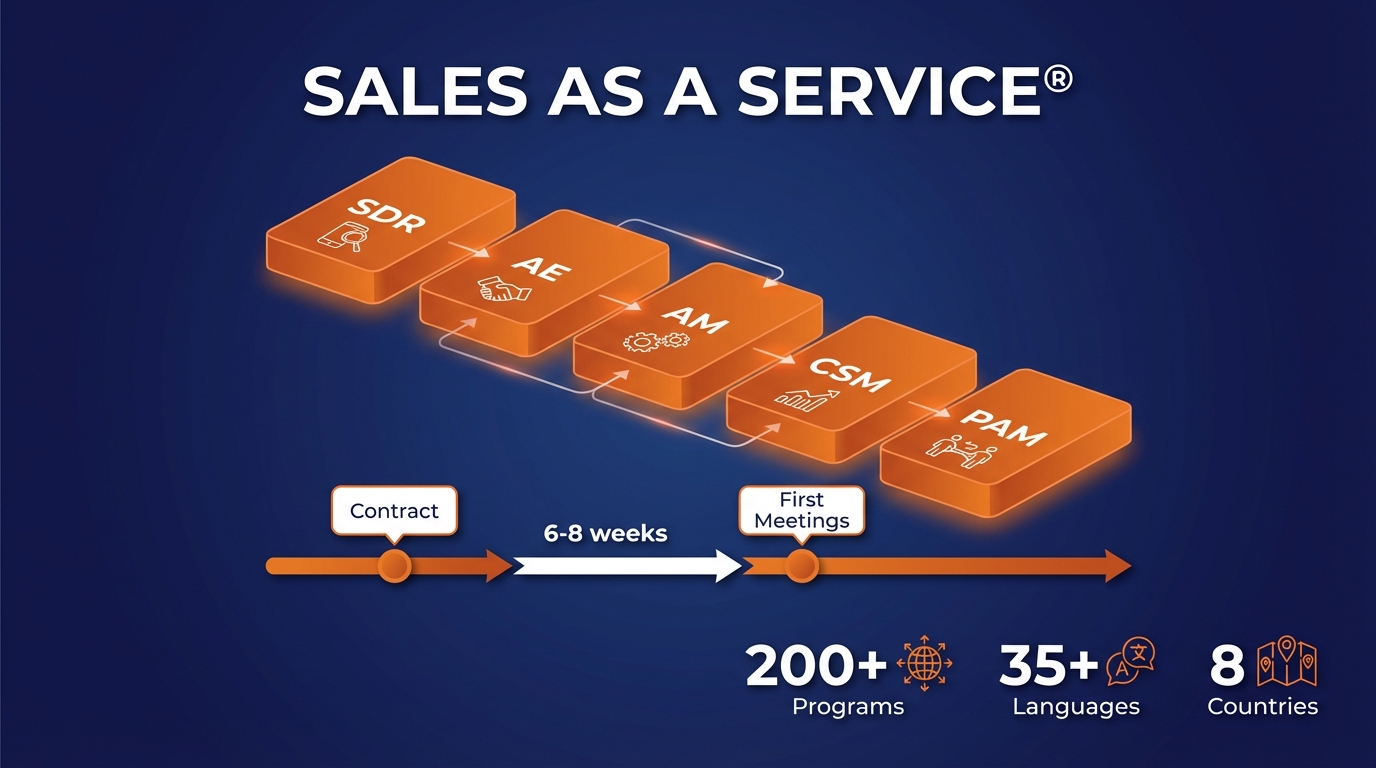 SALES AS A SERVICE®
SDR
AE
AM
CSM
PAM
Contract
6-8 weeks
First
Meetings
200+
Programs
35+
A 文
Languages
8
Countries